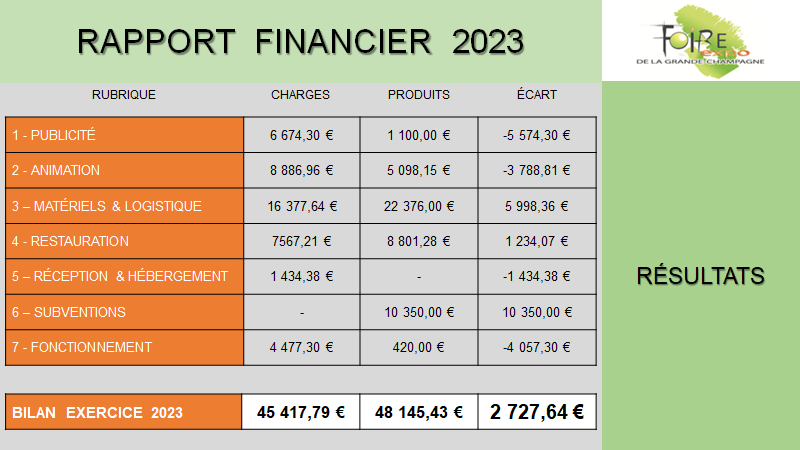 RAPPORT FINANCIER 2023
FOIRE
expo
DE LA GRANDE CHAMPAGNE
RUBRIQUE CHARGES PRODUITS ÉCART
1 - PUBLICITÉ 6 674,30 € 1 100,00 € -5 574,30 €
2 - ANIMATION 8 886,96 € 5 098,15 € -3 788,81 €
3 – MATÉRIELS & LOGISTIQUE 16 377,64 € 22 376,00 € 5 998,36 €
4 - RESTAURATION 7567,21 € 8 801,28 € 1 234,07 €
5 – RÉCEPTION & HÉBERGEMENT 1 434,38 € - -1 434,38 €
6 – SUBVENTIONS - 10 350,00 € 10 350,00 €
7 - FONCTIONNEMENT 4 477,30 € 420,00 € -4 057,30 €
BILAN EXERCICE 2023 45 417,79 € 48 145,43 € 2 727,64 €
RÉSULTATS